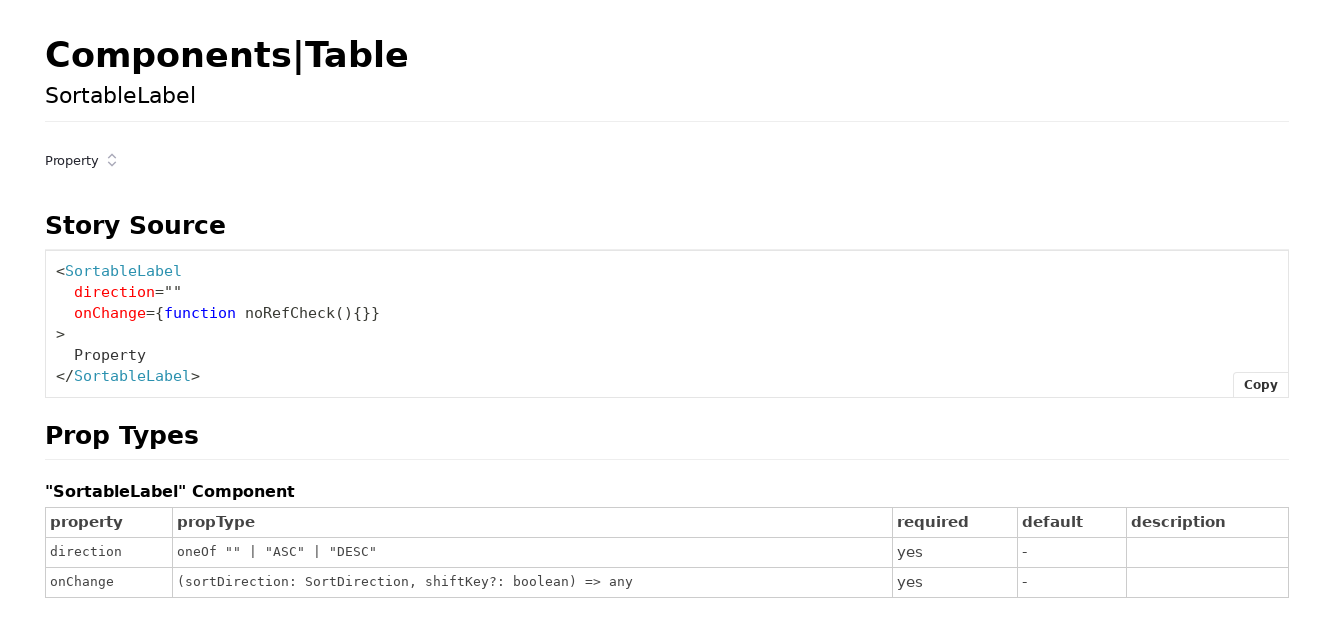 Components|Table
SortableLabel
Property
Story Source
<SortableLabel
  direction=""
  onChange={function noRefCheck(){}}
>
  Property
</SortableLabel>
Copy
Prop Types
"SortableLabel" Component
property propType required default description
direction oneOf "" | "ASC" | "DESC" yes -
onChange (sortDirection: SortDirection, shiftKey?: boolean) => any yes -